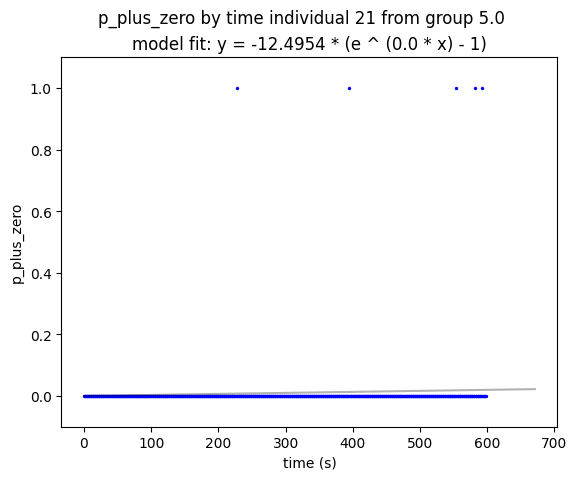 p_plus_zero by time individual 21 from group 5.0
model fit: y = -12.4954 * (e ^ (0.0 * x) - 1)
1.0
0.8
0.6
0.4
0.2
0.0
p_plus_zero
0 100 200 300 400 500 600 700
time (s)